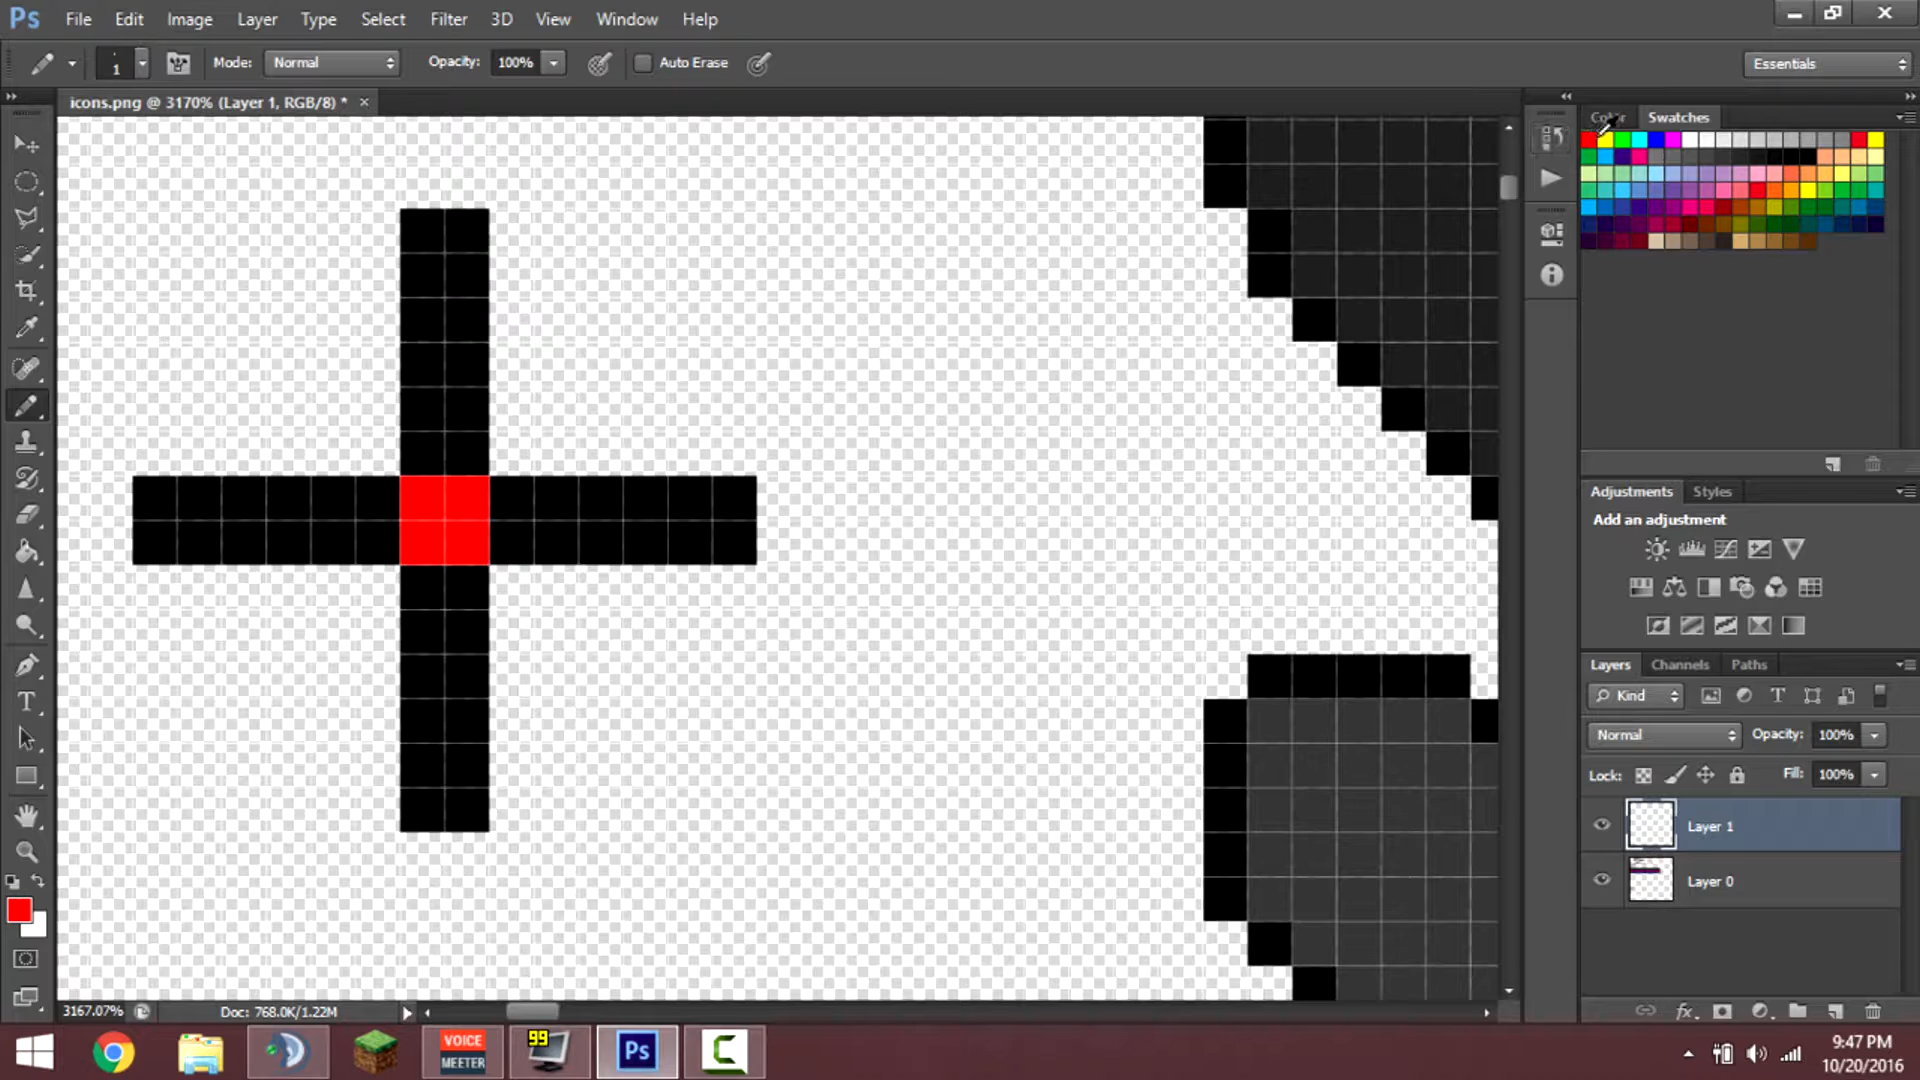 Ps File Edit Image Layer Type Select Filter 3D View Window Help
1 Mode: Normal Opacity: 100% Auto Erase Essentials
icons.png @ 3170% (Layer 1, RGB/8) * ×
Color Swatches
Adjustments Styles
Add an adjustment
Layers Channels Paths
Kind
Normal Opacity: 100%
Lock: Fill: 100%
Layer 1
Layer 0
3167.07% Doc: 768.0K/1.22M
VOICE
MEETER
99
Ps
9:47 PM
10/20/2016